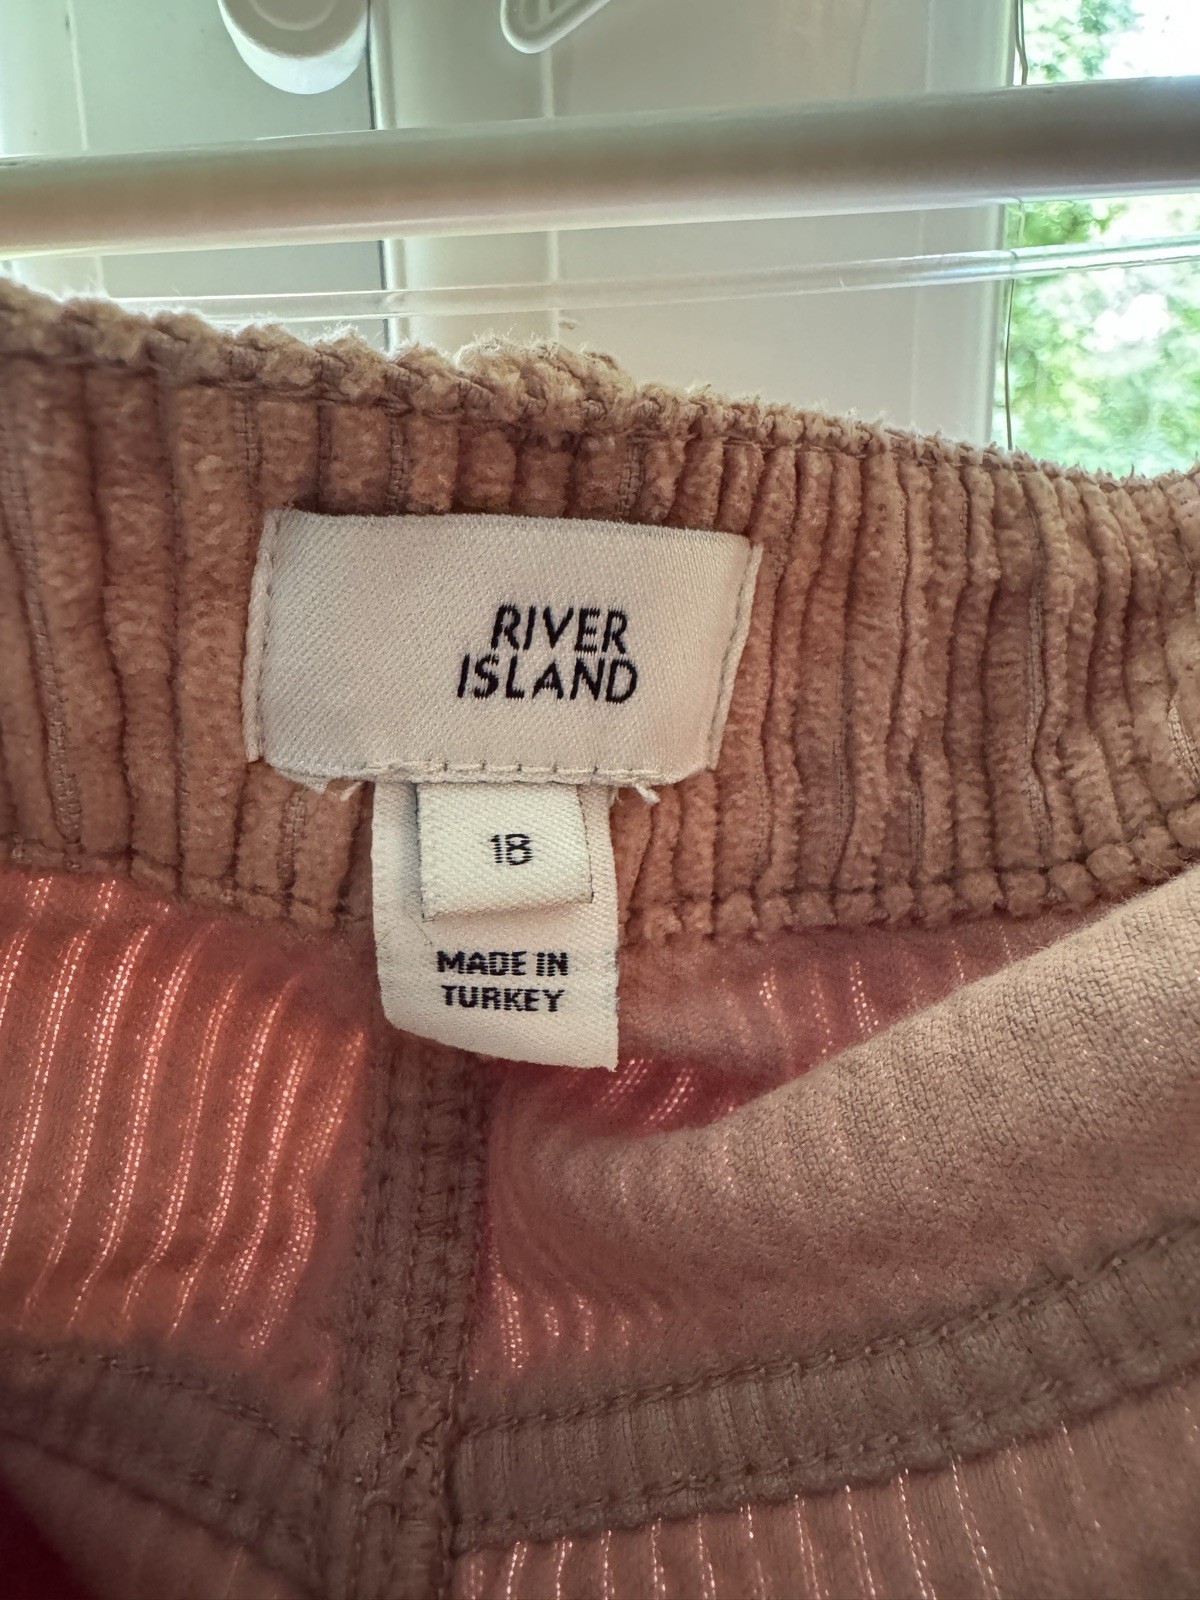 RIVER
ISLAND
18
MADE IN
TURKEY